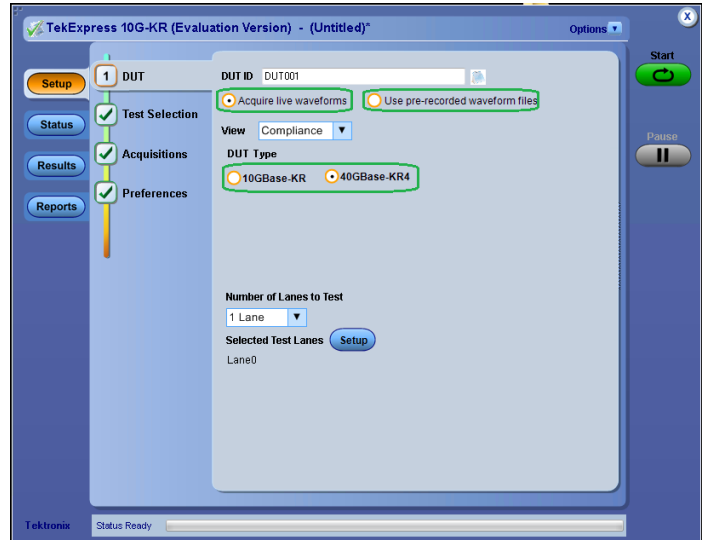 TekExpress 10G-KR (Evaluation Version) - (Untitled)*
Options
x
Start
Pause
Setup
Status
Results
Reports
1 DUT
Test Selection
Acquisitions
Preferences
DUT ID DUT001
Acquire live waveforms Use pre-recorded waveform files
View Compliance
DUT Type
10GBase-KR 40GBase-KR4
Number of Lanes to Test
1 Lane
Selected Test Lanes Setup
Lane0
Tektronix Status Ready